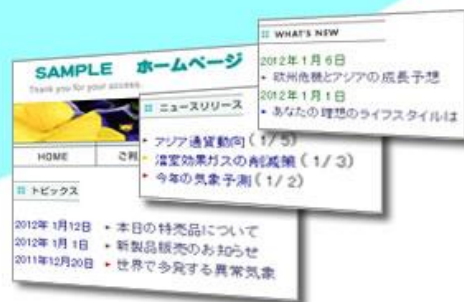 SAMPLE ホームページ
Thank you for your access.
HOME
ご利
トピックス
2012年 1月12日 本日の特売品について
2012年 1月 1日 新製品販売のお知らせ
2011年12月20日 世界で多発する異常気象
ニュースリリース
アジア通貨動向(1/5)
温室効果ガスの削減策(1/3)
今年の気象予測(1/2)
WHAT'S NEW
2012年1月6日
欧州危機とアジアの成長予想
2012年1月1日
あなたの理想のライフスタイルは